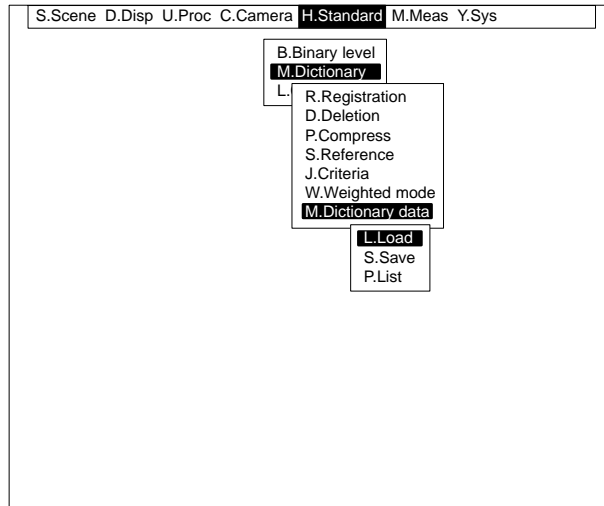 S.Scene D.Disp U.Proc C.Camera H.Standard M.Meas Y.Sys
B.Binary level
M.Dictionary
L.
R.Registration
D.Deletion
P.Compress
S.Reference
J.Criteria
W.Weighted mode
M.Dictionary data
L.Load
S.Save
P.List